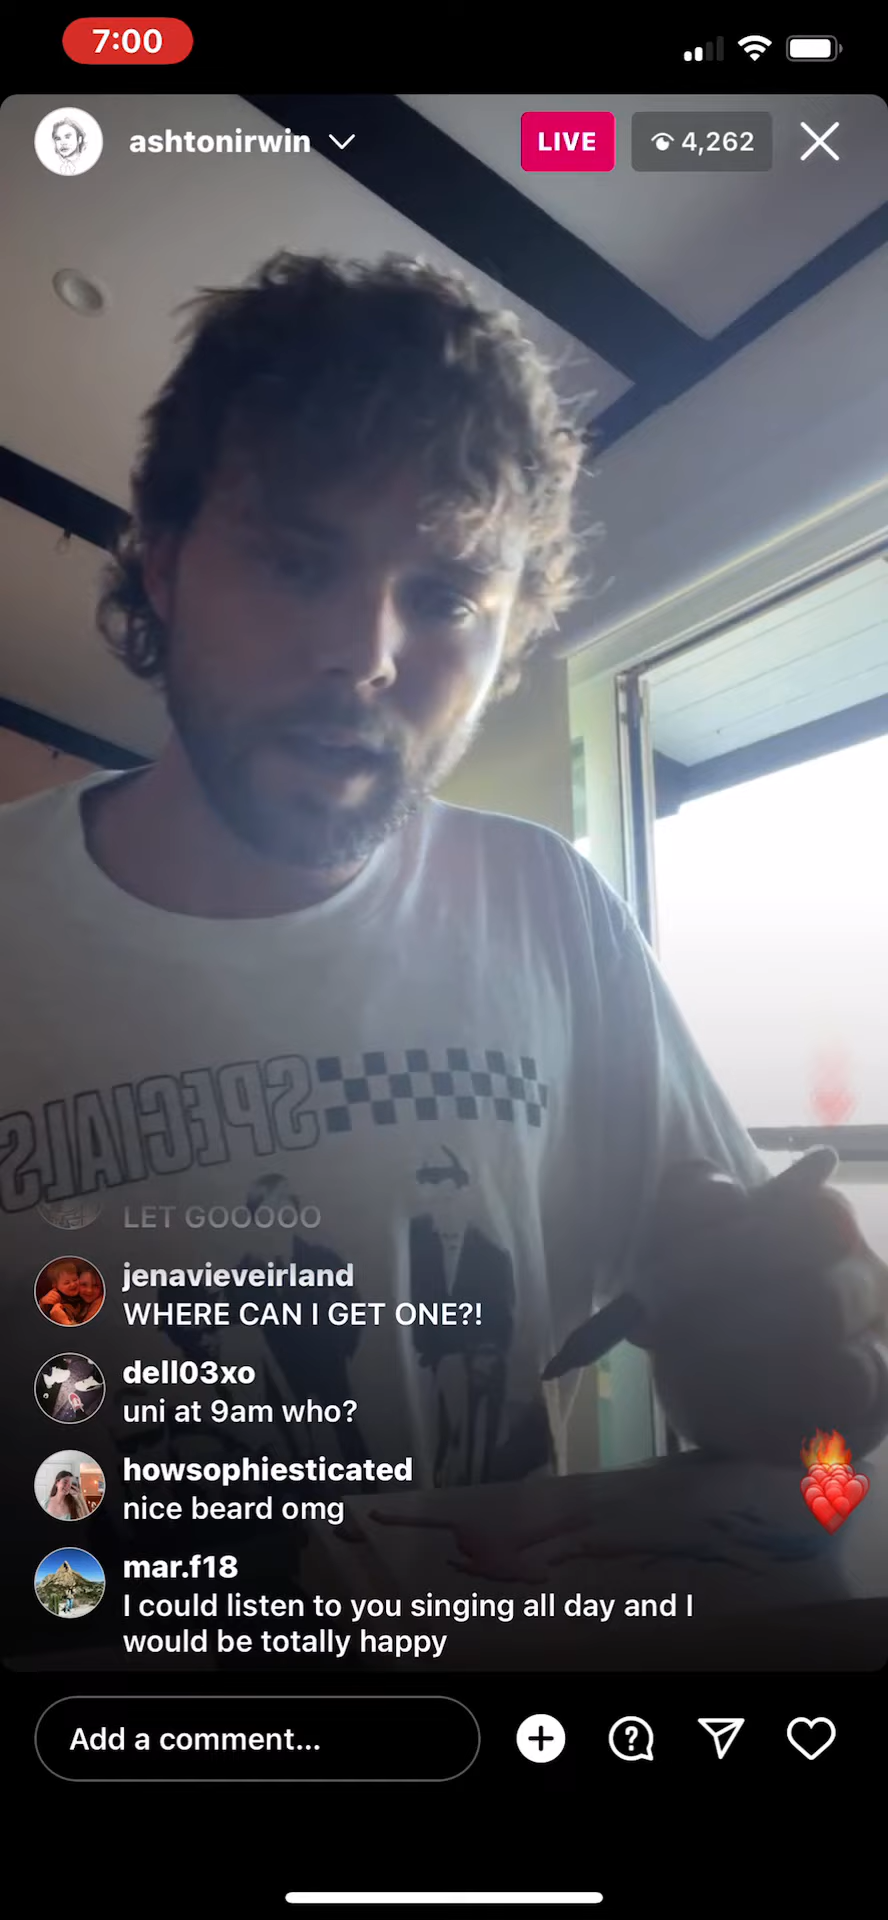 7:00
ashtonirwin
LIVE
4,262
SPECIALS
LET GOOOOO
jenavieveirland
WHERE CAN I GET ONE?!
dell03xo
uni at 9am who?
howsophiesticated
nice beard omg
mar.f18
I could listen to you singing all day and I
would be totally happy
Add a comment...